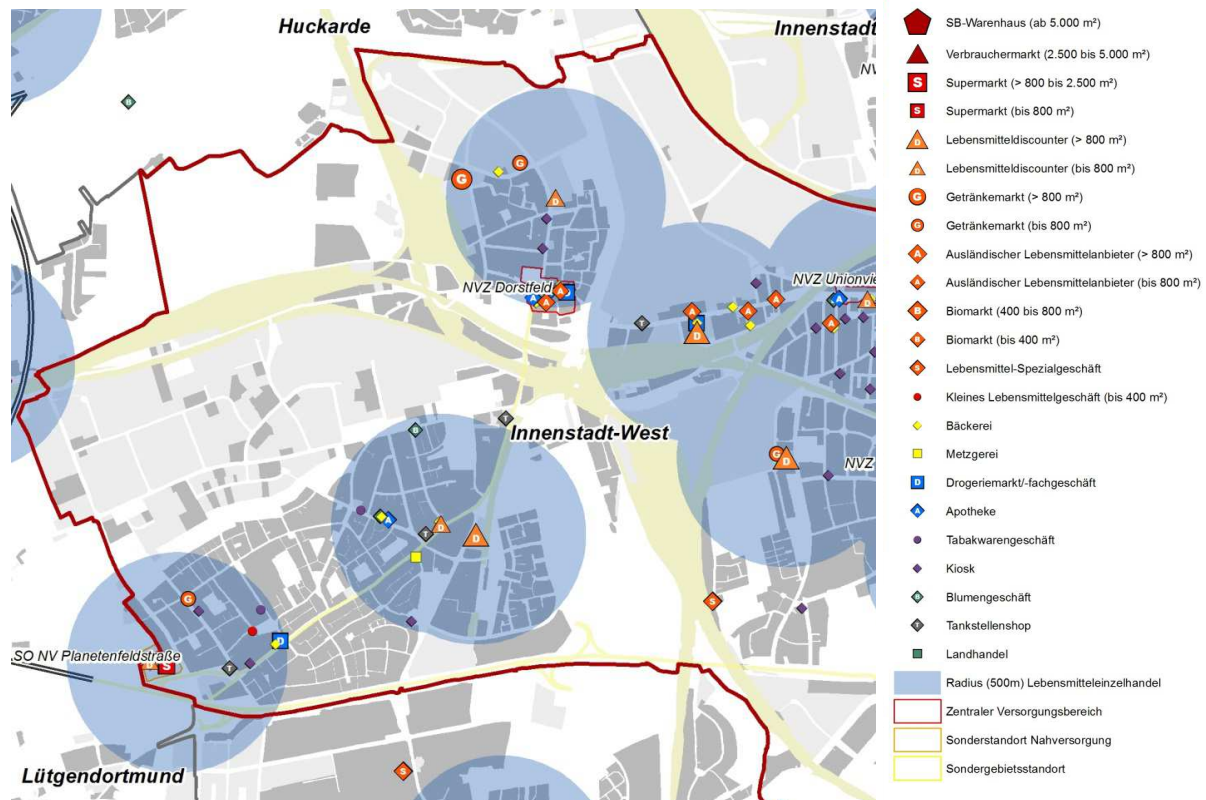 Huckarde
Innenstadt
NV
NVZ Dorstfeld
NVZ Unionvie
Innenstadt-West
NVZ
SO NV Planetenfeldstraße
Lütgendortmund
SB-Warenhaus (ab 5.000 m²)
Verbrauchermarkt (2.500 bis 5.000 m²)
S Supermarkt (> 800 bis 2.500 m²)
S Supermarkt (bis 800 m²)
D Lebensmitteldiscounter (> 800 m²)
D Lebensmitteldiscounter (bis 800 m²)
G Getränkemarkt (> 800 m²)
G Getränkemarkt (bis 800 m²)
A Ausländischer Lebensmittelanbieter (> 800 m²)
A Ausländischer Lebensmittelanbieter (bis 800 m²)
B Biomarkt (400 bis 800 m²)
B Biomarkt (bis 400 m²)
S Lebensmittel-Spezialgeschäft
Kleines Lebensmittelgeschäft (bis 400 m²)
Bäckerei
Metzgerei
D Drogeriemarkt/-fachgeschäft
A Apotheke
Tabakwarengeschäft
Kiosk
B Blumengeschäft
T Tankstellenshop
Landhandel
Radius (500m) Lebensmitteleinzelhandel
Zentraler Versorgungsbereich
Sonderstandort Nahversorgung
Sondergebietsstandort